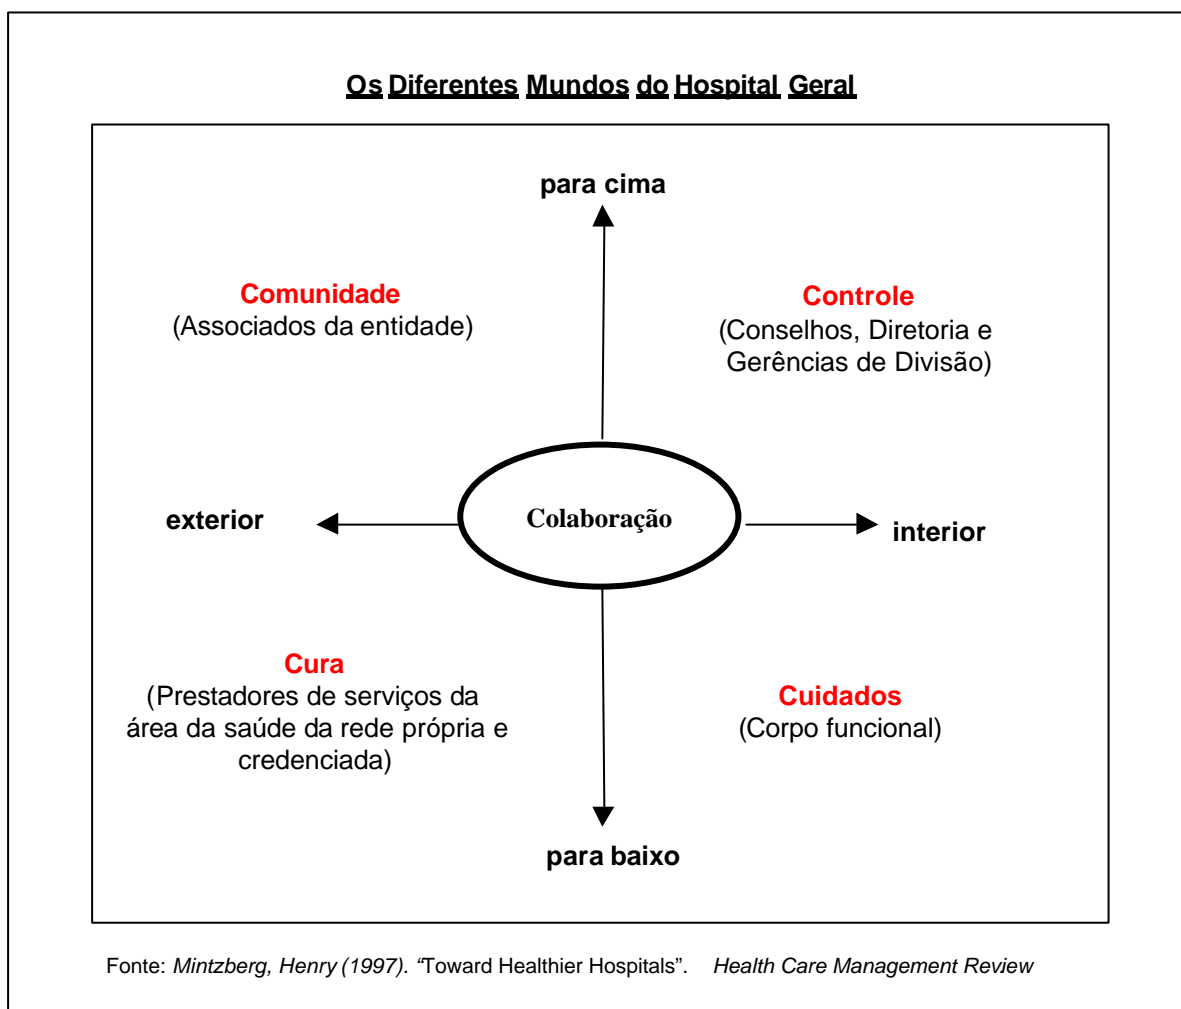 Os Diferentes Mundos do Hospital Geral
para cima
Comunidade
(Associados da entidade)
Controle
(Conselhos, Diretoria e
Gerências de Divisão)
exterior
Colaboração
interior
Cura
(Prestadores de serviços da
área da saúde da rede própria e
credenciada)
Cuidados
(Corpo funcional)
para baixo
Fonte: Mintzberg, Henry (1997). “Toward Healthier Hospitals”. Health Care Management Review